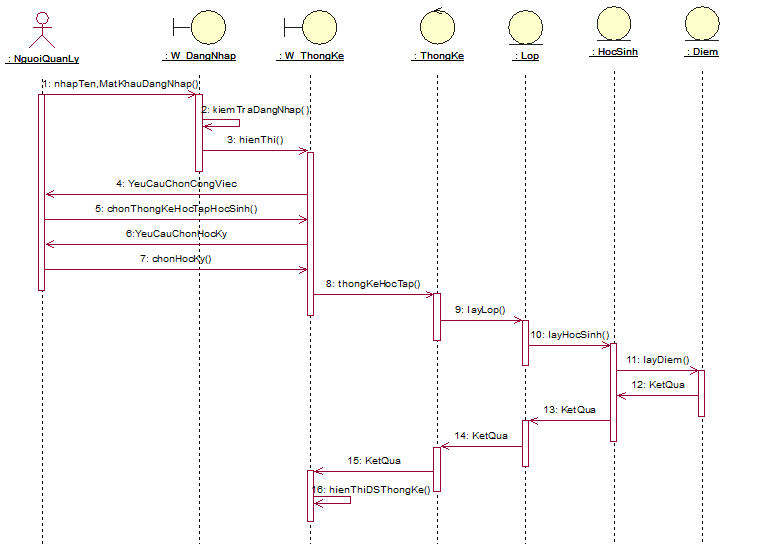 : NguoiQuanLy
: W_DangNhap
: W_ThongKe
: ThongKe
: Lop
: HocSinh
: Diem
1: nhapTen,MatKhauDangNhap()
2: kiemTraDangNhap()
3: hienThi()
4: YeuCauChonCongViec
5: chonThongKeHocTapHocSinh()
6:YeuCauChonHocKy
7: chonHocKy()
8: thongKeHocTap()
9: layLop()
10: layHocSinh()
11: layDiem()
12: KetQua
13: KetQua
14: KetQua
15: KetQua
16: hienThiDSThongKe()